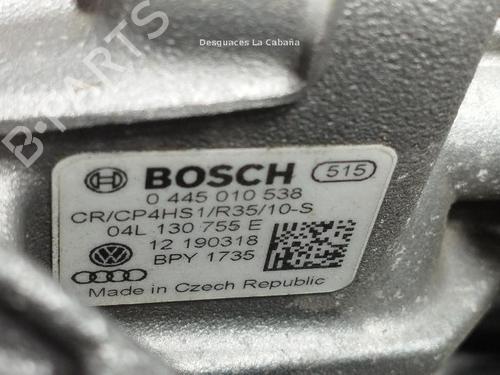 Desguaces La Cabaña
B-PARTS
BOSCH 515
0 445 010 538
CR/CP4HS1/R35/10-S
04L 130 755 E
12 190318
BPY 1735
Made in Czech Republic